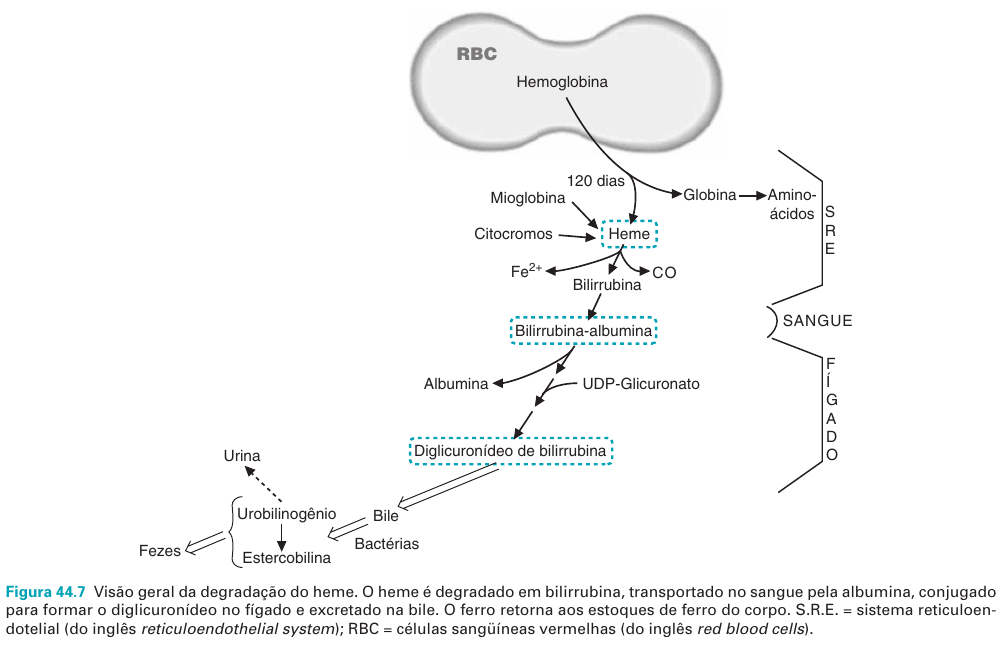 RBC
Hemoglobina
120 dias
Globina
Amino-
ácidos
Mioglobina
Citocromos
Heme
S
R
E
Fe2+
CO
Bilirrubina
SANGUE
Bilirrubina-albumina
Albumina
UDP-Glicuronato
F
Í
G
A
D
O
Diglicuronídeo de bilirrubina
Urina
Urobilinogênio
Bile
Bactérias
Fezes
Estercobilina
Figura 44.7 Visão geral da degradação do heme. O heme é degradado em bilirrubina, transportado no sangue pela albumina, conjugado
para formar o diglicuronídeo no fígado e excretado na bile. O ferro retorna aos estoques de ferro do corpo. S.R.E. = sistema reticuloen-
dotelial (do inglês reticuloendothelial system); RBC = células sangüíneas vermelhas (do inglês red blood cells).